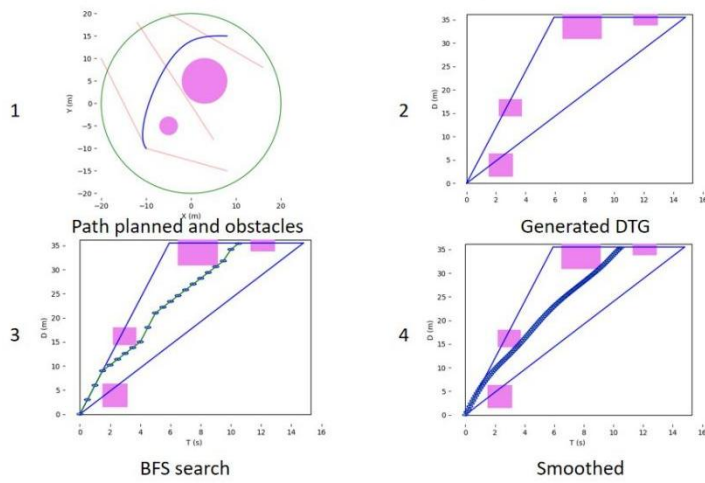 1
20
15
10
5
0
-5
-10
-15
-20
Y (m)
-20 -10 0 10 20
X (m)
Path planned and obstacles
2
35
30
25
20
15
10
5
0
D (m)
0 2 4 6 8 10 12 14 16
Generated DTG
3
35
30
25
20
15
10
5
0
D (m)
0 2 4 6 8 10 12 14 16
T (s)
BFS search
4
35
30
25
20
15
10
5
0
D (m)
0 2 4 6 8 10 12 14 16
T (s)
Smoothed